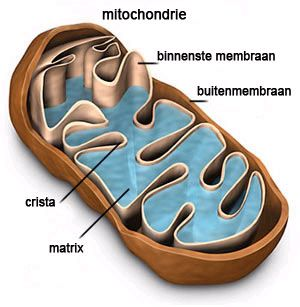 mitochondrie
binnenste membraan
buitenmembraan
crista
matrix